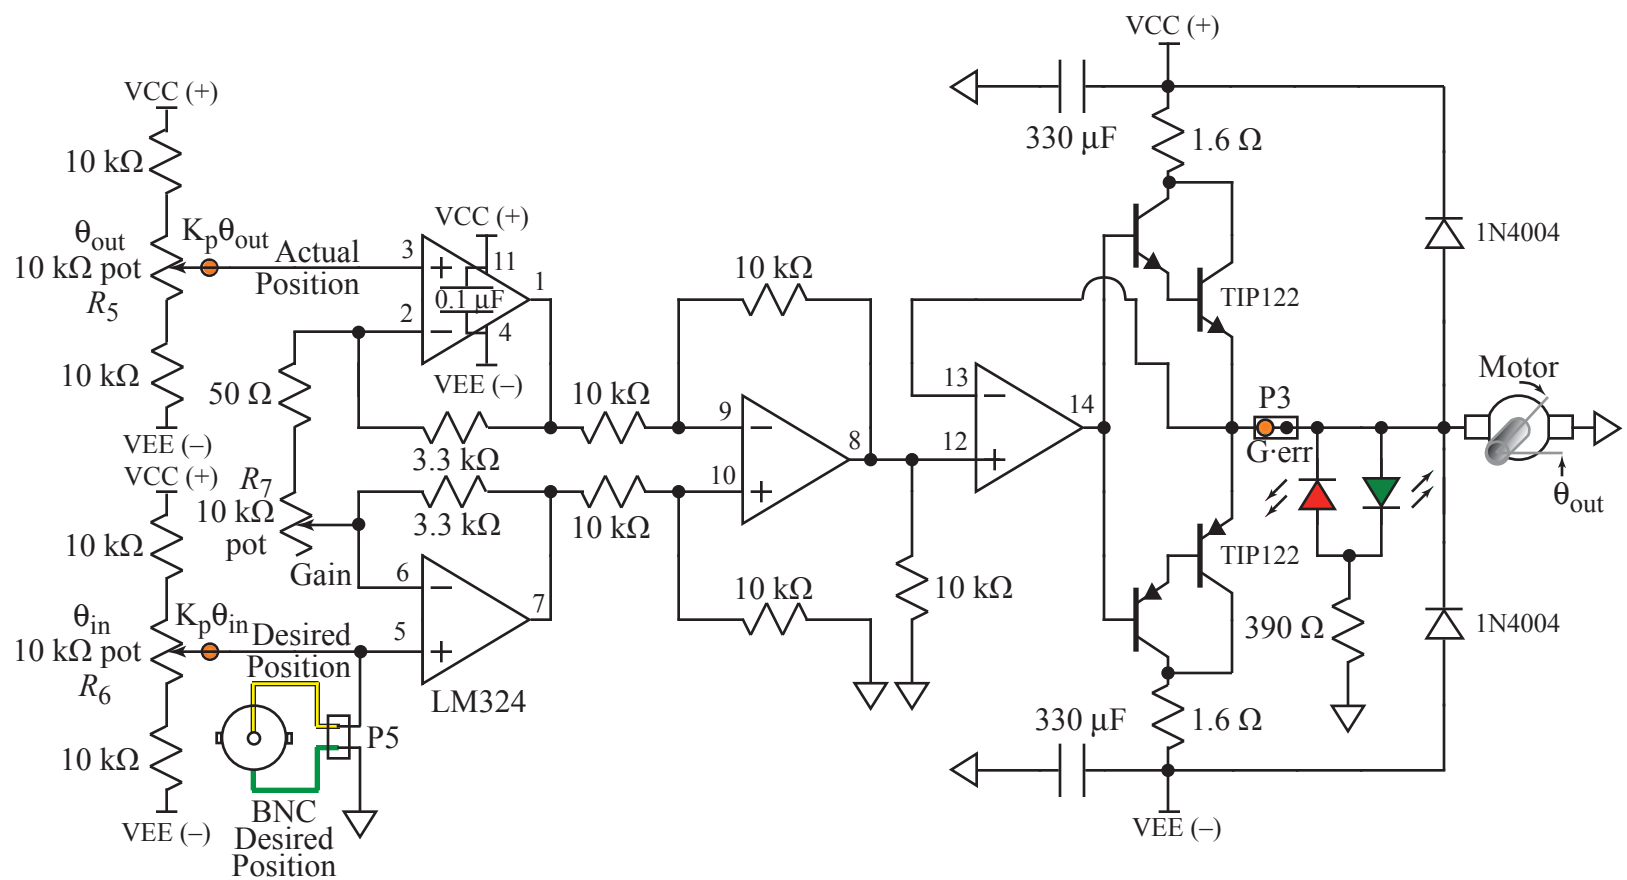 VCC (+)
10 kΩ
θout
10 kΩ pot
R5
Kpθout
Actual
Position
10 kΩ
VEE (–)
VCC (+)
10 kΩ
θin
10 kΩ pot
R6
Kpθin
Desired
Position
10 kΩ
VEE (–)
BNC
Desired
Position
P5
50 Ω
R7
10 kΩ
pot
Gain
VCC (+)
3
+
11
0.1 µF
1
2
–
4
VEE (–)
3.3 kΩ
3.3 kΩ
6
–
7
5
+
LM324
10 kΩ
10 kΩ
10 kΩ
9
–
8
10
+
10 kΩ
10 kΩ
13
–
14
12
+
VCC (+)
330 µF
1.6 Ω
TIP122
1N4004
P3
G·err
Motor
θout
TIP122
390 Ω
1N4004
330 µF
1.6 Ω
VEE (–)